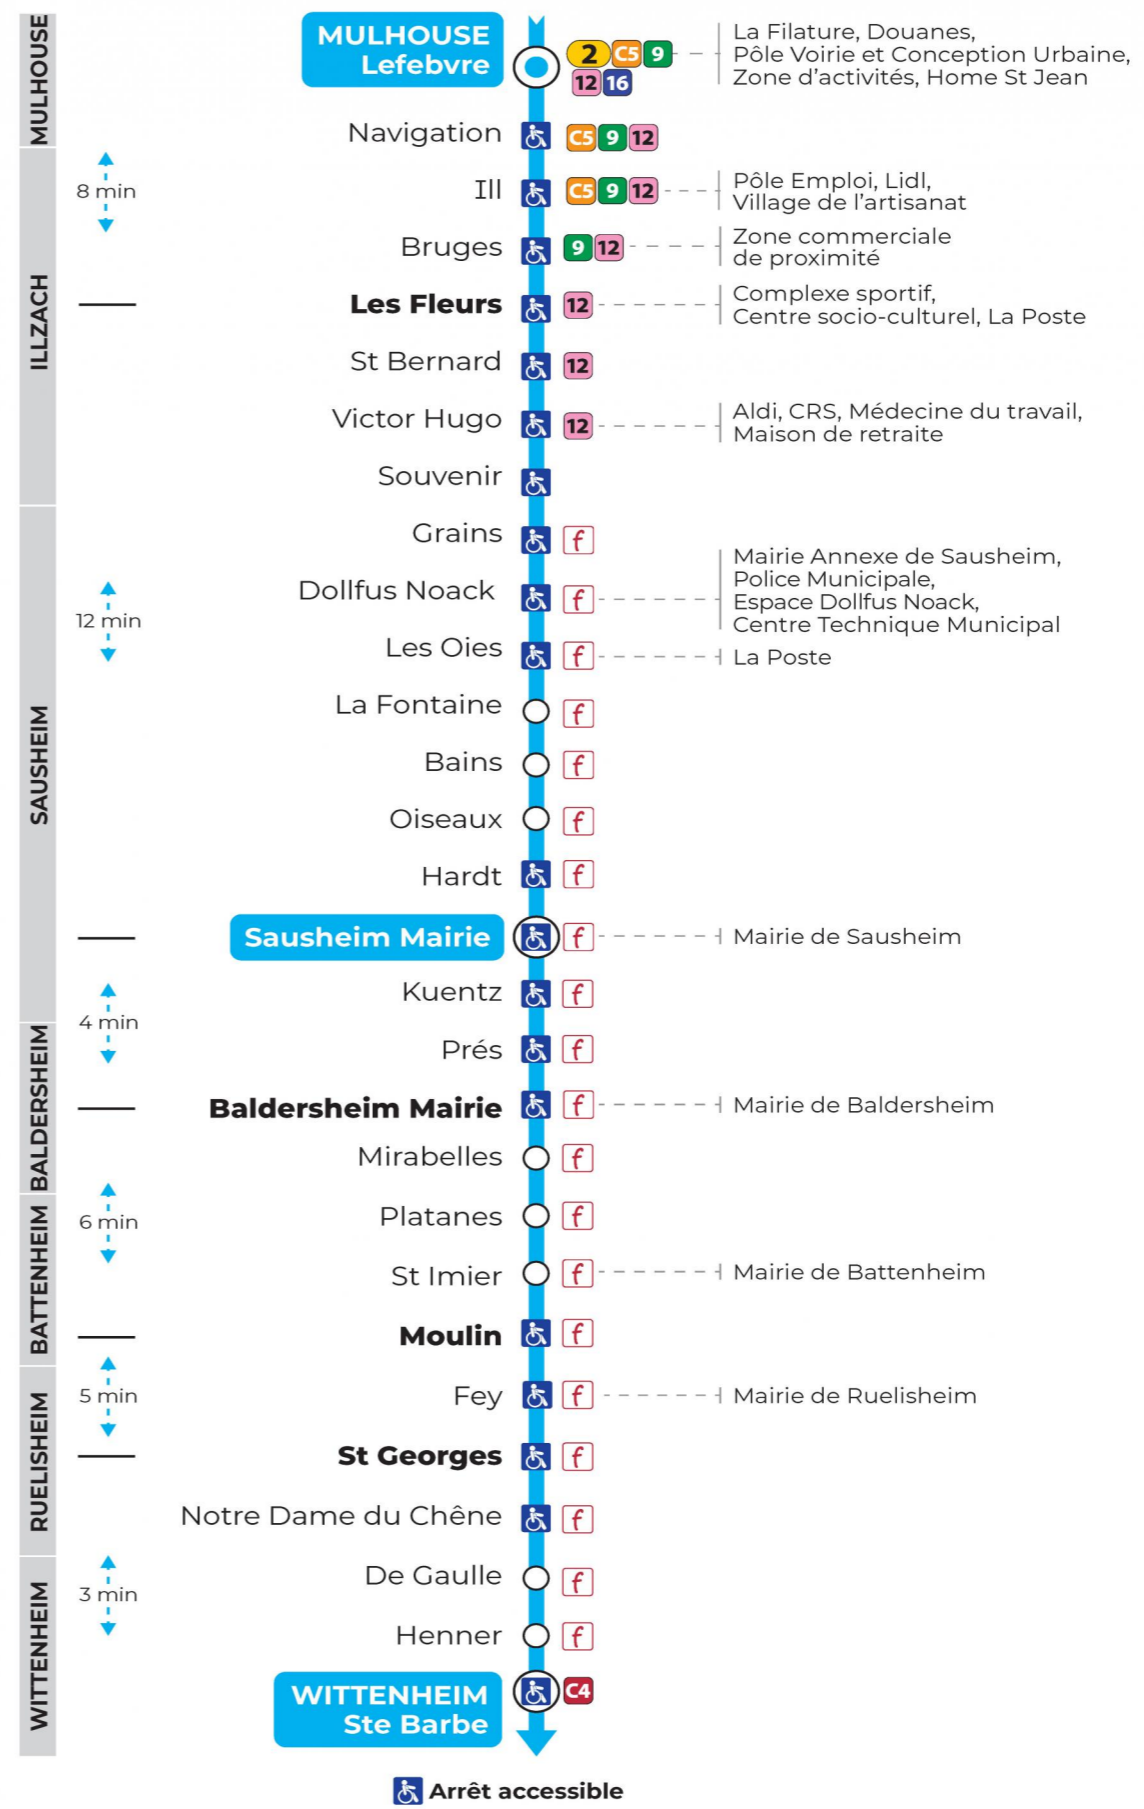 MULHOUSE
MULHOUSE
Lefebvre
2 C5 9
12 16
La Filature, Douanes,
Pôle Voirie et Conception Urbaine,
Zone d'activités, Home St Jean
Navigation
C5 9 12
ILLZACH
8 min
Ill
C5 9 12
Pôle Emploi, Lidl,
Village de l'artisanat
Bruges
9 12
Zone commerciale
de proximité
Les Fleurs
12
Complexe sportif,
Centre socio-culturel, La Poste
St Bernard
12
Victor Hugo
12
Aldi, CRS, Médecine du travail,
Maison de retraite
Souvenir
SAUSHEIM
Grains
f
12 min
Dollfus Noack
f
Mairie Annexe de Sausheim,
Police Municipale,
Espace Dollfus Noack,
Centre Technique Municipal
Les Oies
f
La Poste
La Fontaine
f
Bains
f
Oiseaux
f
Hardt
f
Sausheim Mairie
f
Mairie de Sausheim
Kuentz
f
4 min
BALDERSHEIM
Prés
f
Baldersheim Mairie
f
Mairie de Baldersheim
Mirabelles
f
BATTENHEIM
6 min
Platanes
f
St Imier
f
Mairie de Battenheim
Moulin
f
RUELISHEIM
5 min
Fey
f
Mairie de Ruelisheim
St Georges
f
Notre Dame du Chêne
f
WITTENHEIM
3 min
De Gaulle
f
Henner
f
WITTENHEIM
Ste Barbe
C4
Arrêt accessible